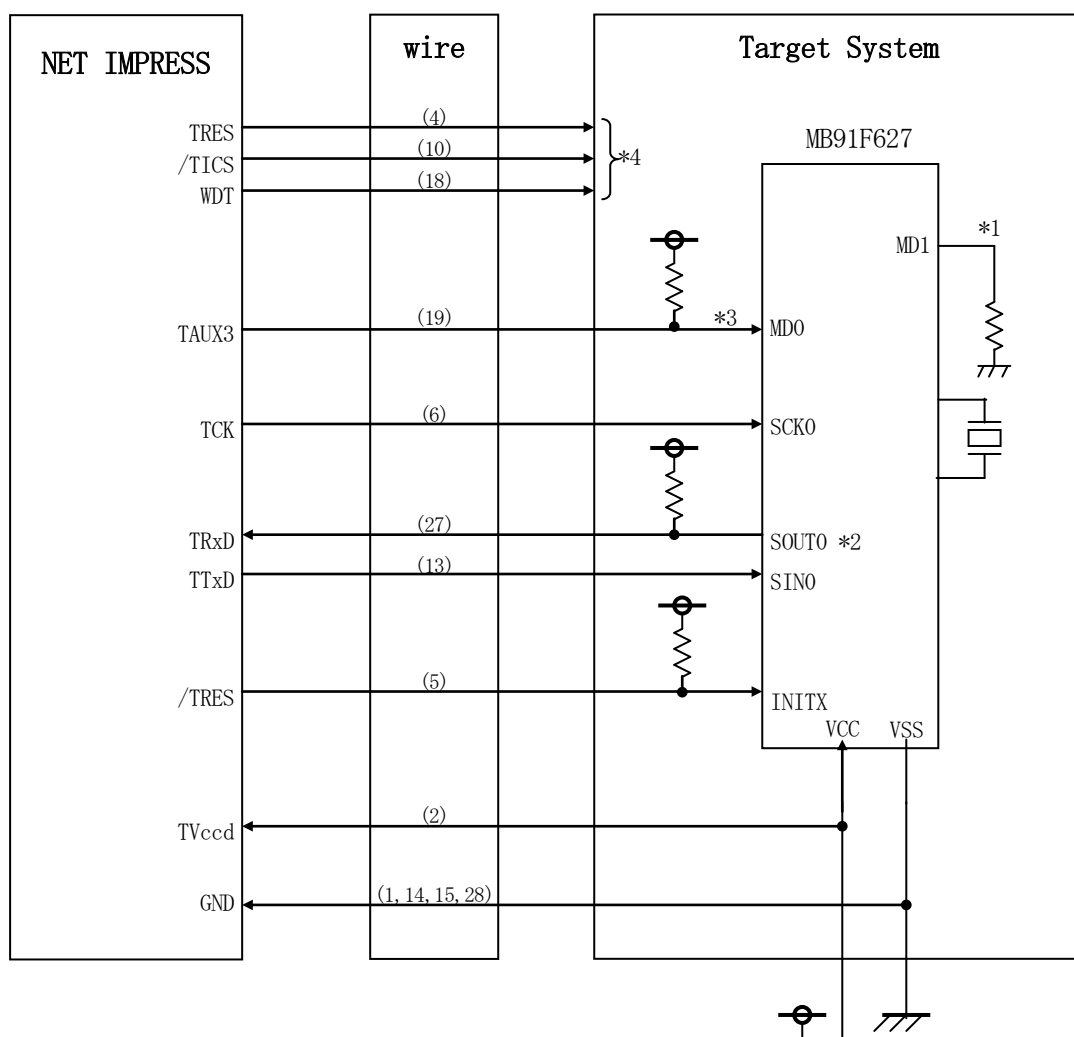 NET IMPRESS
wire
Target System
TRES
(4)
/TICS
(10)
WDT
(18)
*4
MB91F627
MD1
*1
TAUX3
(19)
*3
MD0
TCK
(6)
SCK0
TRxD
(27)
SOUT0 *2
TTxD
(13)
SIN0
/TRES
(5)
INITX
VCC
VSS
TVccd
(2)
GND
(1,14,15,28)